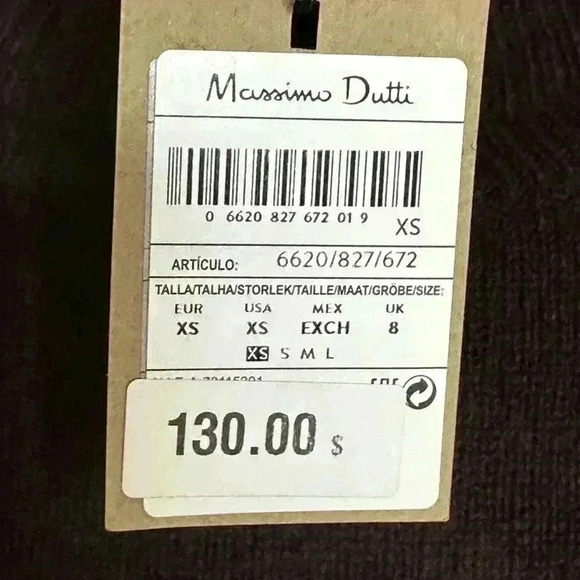 Massimo Dutti
0 6620 827 672 01 9
XS
ARTÍCULO: 6620/827/672
TALLA/TALHA/STORLEK/TAILLE/MAAT/GRÖBE/SIZE:
EUR USA MEX UK
XS XS EXCH 8
XS S M L
130.00 $